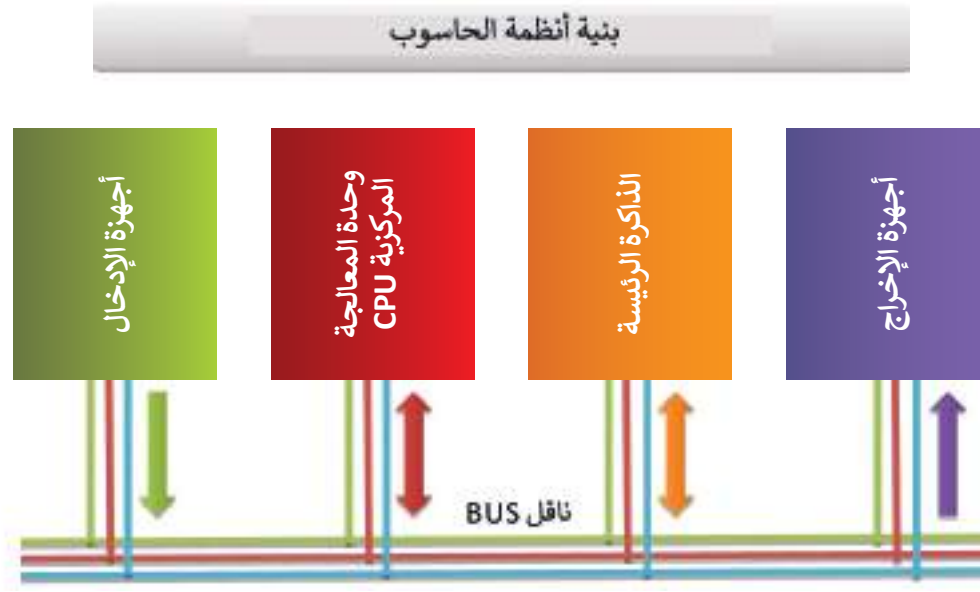 بنية أنظمة الحاسوب
أجهزة الإدخال
وحدة المعالجة
المركزية CPU
الذاكرة الرئيسة
أجهزة الإخراج
ناقل BUS